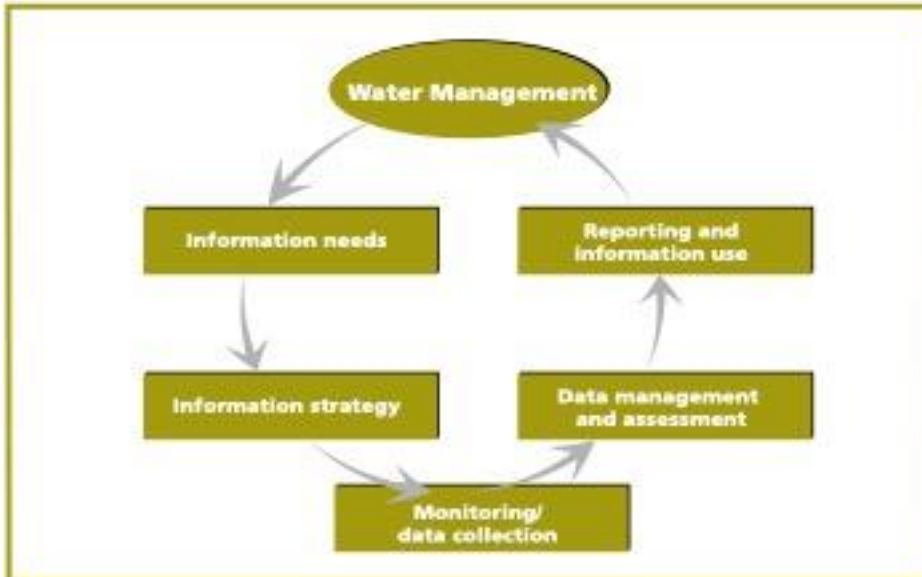 Water Management
Information needs
Information strategy
Monitoring/
data collection
Data management
and assessment
Reporting and
information use